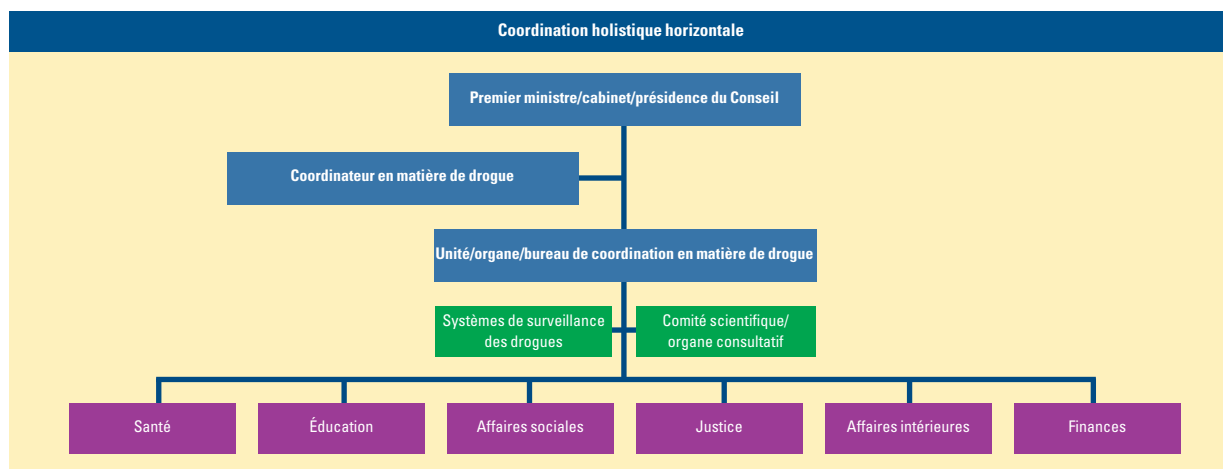 Coordination holistique horizontale
Premier ministre/cabinet/présidence du Conseil
Coordinateur en matière de drogue
Unité/organe/bureau de coordination en matière de drogue
Systèmes de surveillance
des drogues
Comité scientifique/
organe consultatif
Santé
Éducation
Affaires sociales
Justice
Affaires intérieures
Finances